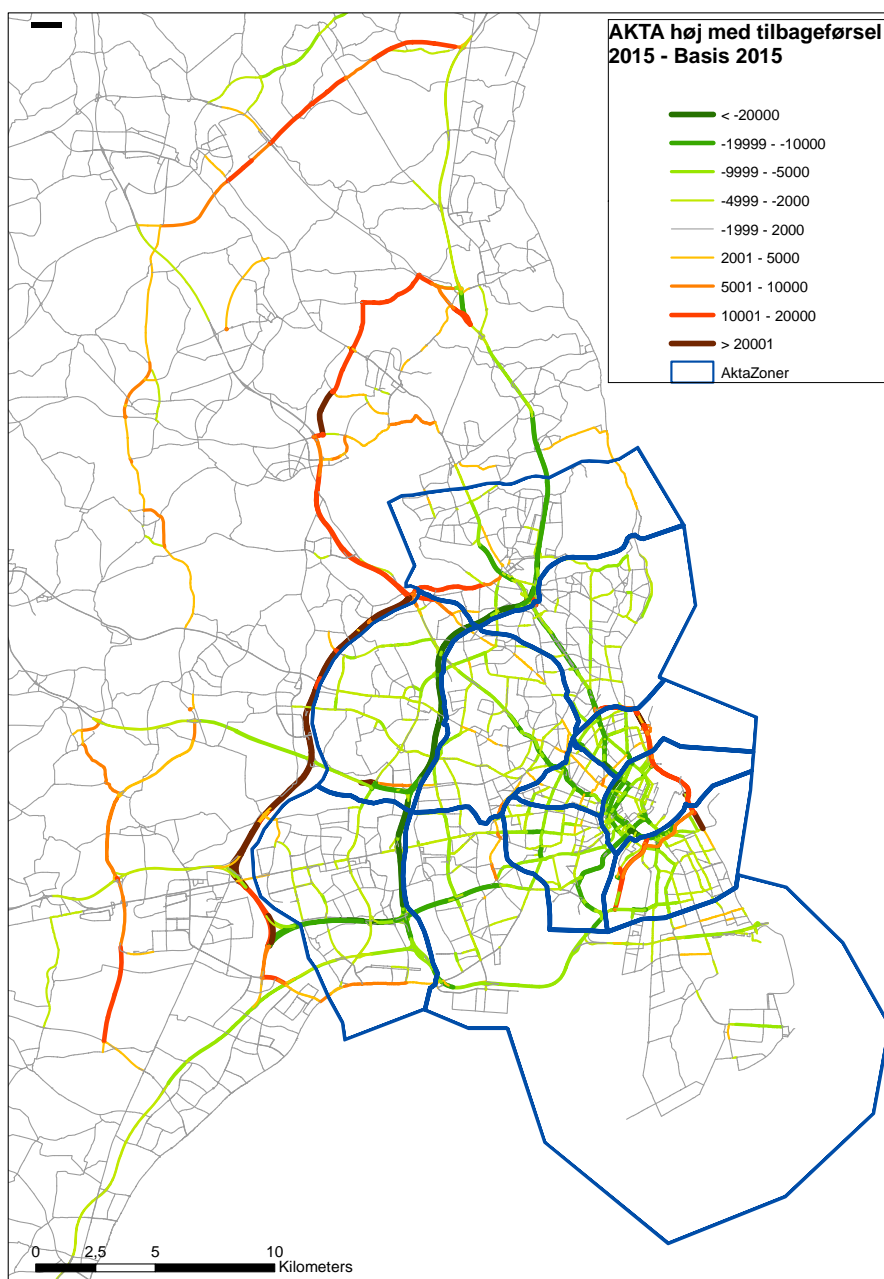 AKTA høj med tilbageførsel
2015 - Basis 2015
< -20000
-19999 - -10000
-9999 - -5000
-4999 - -2000
-1999 - 2000
2001 - 5000
5001 - 10000
10001 - 20000
> 20001
AktaZoner
0 2,5 5 10
Kilometers